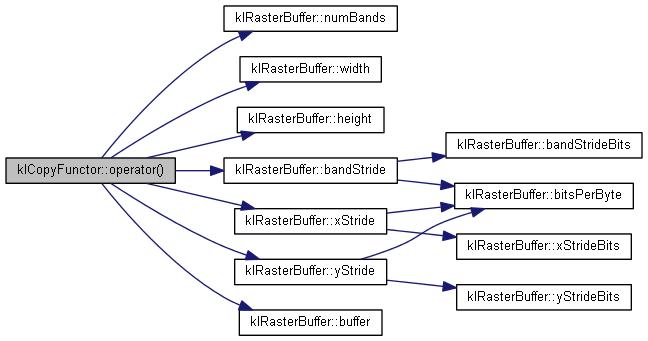 klRasterBuffer::numBands
klRasterBuffer::width
klRasterBuffer::height
klCopyFunctor::operator()
klRasterBuffer::bandStride
klRasterBuffer::bandStrideBits
klRasterBuffer::bitsPerByte
klRasterBuffer::xStride
klRasterBuffer::xStrideBits
klRasterBuffer::yStride
klRasterBuffer::yStrideBits
klRasterBuffer::buffer